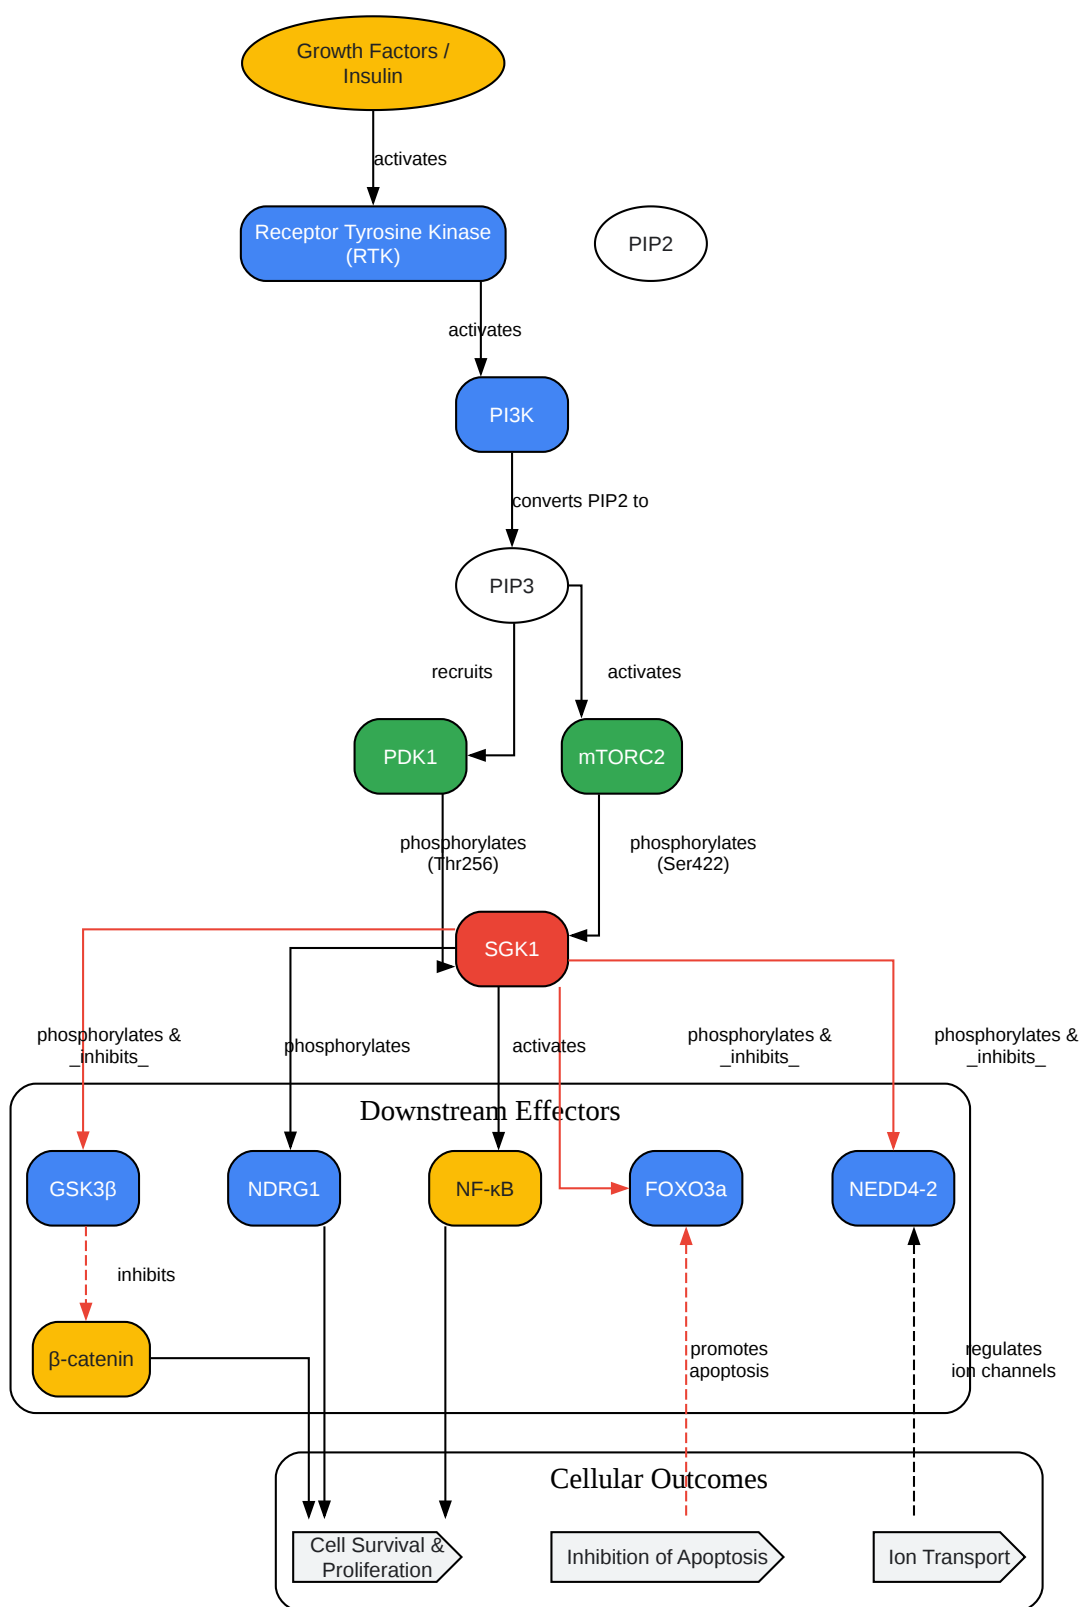 Growth Factors /
Insulin
activates
Receptor Tyrosine Kinase
(RTK)
PIP2
activates
PI3K
converts PIP2 to
PIP3
recruits
activates
PDK1
mTORC2
phosphorylates
(Thr256)
phosphorylates
(Ser422)
SGK1
phosphorylates &
_inhibits_
phosphorylates
activates
phosphorylates &
_inhibits_
phosphorylates &
_inhibits_
Downstream Effectors
GSK3β
NDRG1
NF-κB
FOXO3a
NEDD4-2
inhibits
β-catenin
promotes
apoptosis
regulates
ion channels
Cellular Outcomes
Cell Survival &
Proliferation
Inhibition of Apoptosis
Ion Transport